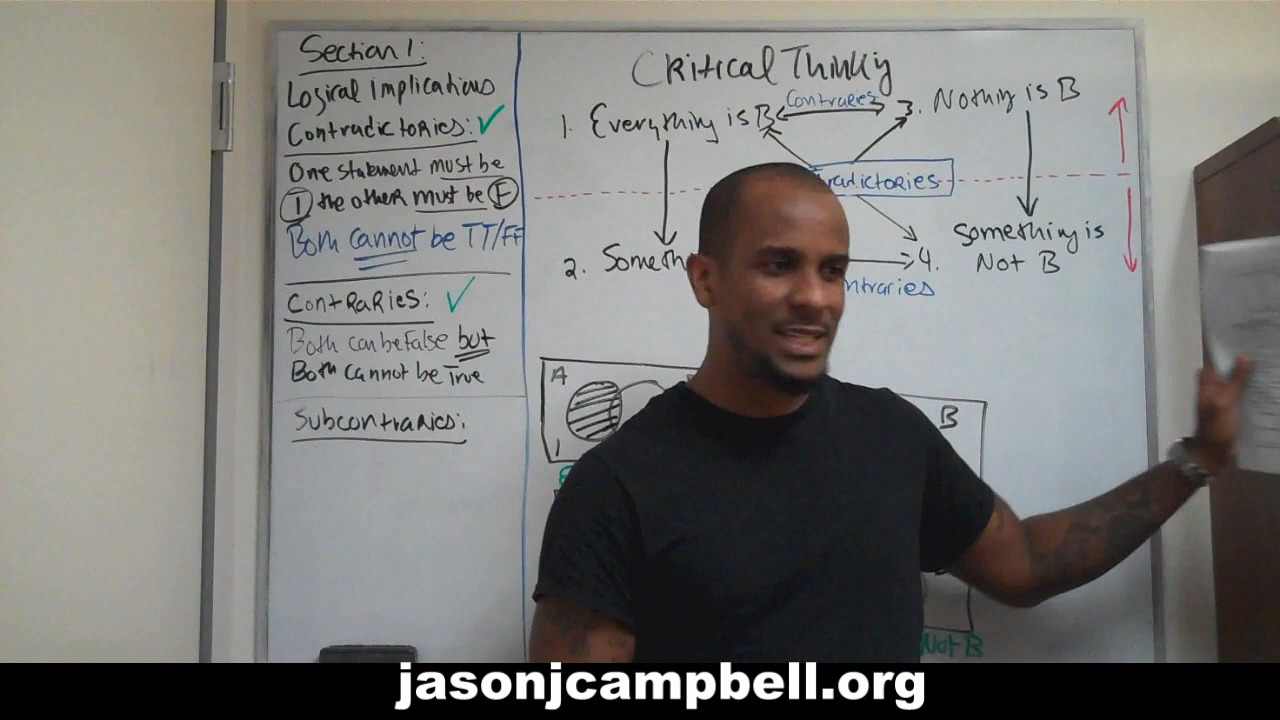 Section 1:
Logical Implications
Contradictories: ✓
One statement must be
T the other must be F
Both cannot be TT/FF
Contraries: ✓
Both can be False but
Both cannot be True
Subcontraries:
Critical Thinking
1. Everything is B
Contraries
3. Nothing is B
radictories
2. Someth
4.
Something is
Not B
ntraries
A
1
B
Not B
jasonjcampbell.org